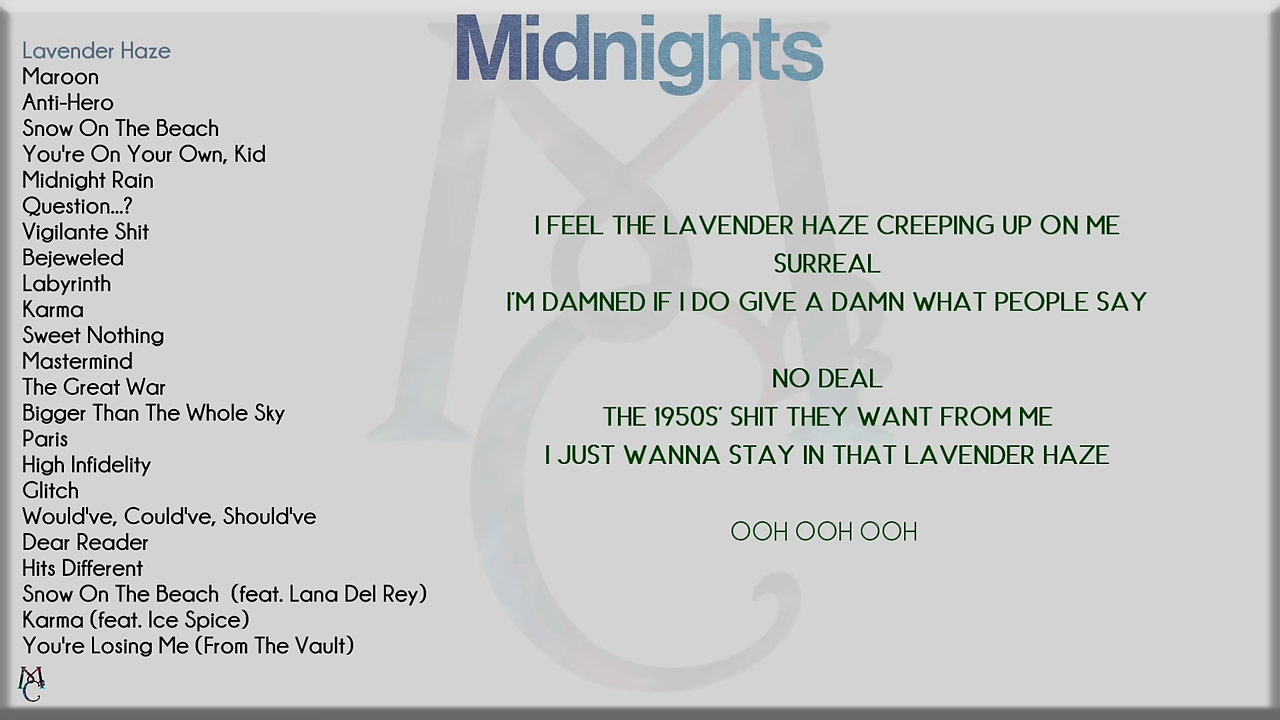 Midnights
Lavender Haze
Maroon
Anti-Hero
Snow On The Beach
You're On Your Own, Kid
Midnight Rain
Question...?
Vigilante Shit
Bejeweled
Labyrinth
Karma
Sweet Nothing
Mastermind
The Great War
Bigger Than The Whole Sky
Paris
High Infidelity
Glitch
Would've, Could've, Should've
Dear Reader
Hits Different
Snow On The Beach (feat. Lana Del Rey)
Karma (feat. Ice Spice)
You're Losing Me (From The Vault)
I FEEL THE LAVENDER HAZE CREEPING UP ON ME
SURREAL
I'M DAMNED IF I DO GIVE A DAMN WHAT PEOPLE SAY
NO DEAL
THE 1950S' SHIT THEY WANT FROM ME
I JUST WANNA STAY IN THAT LAVENDER HAZE
OOH OOH OOH